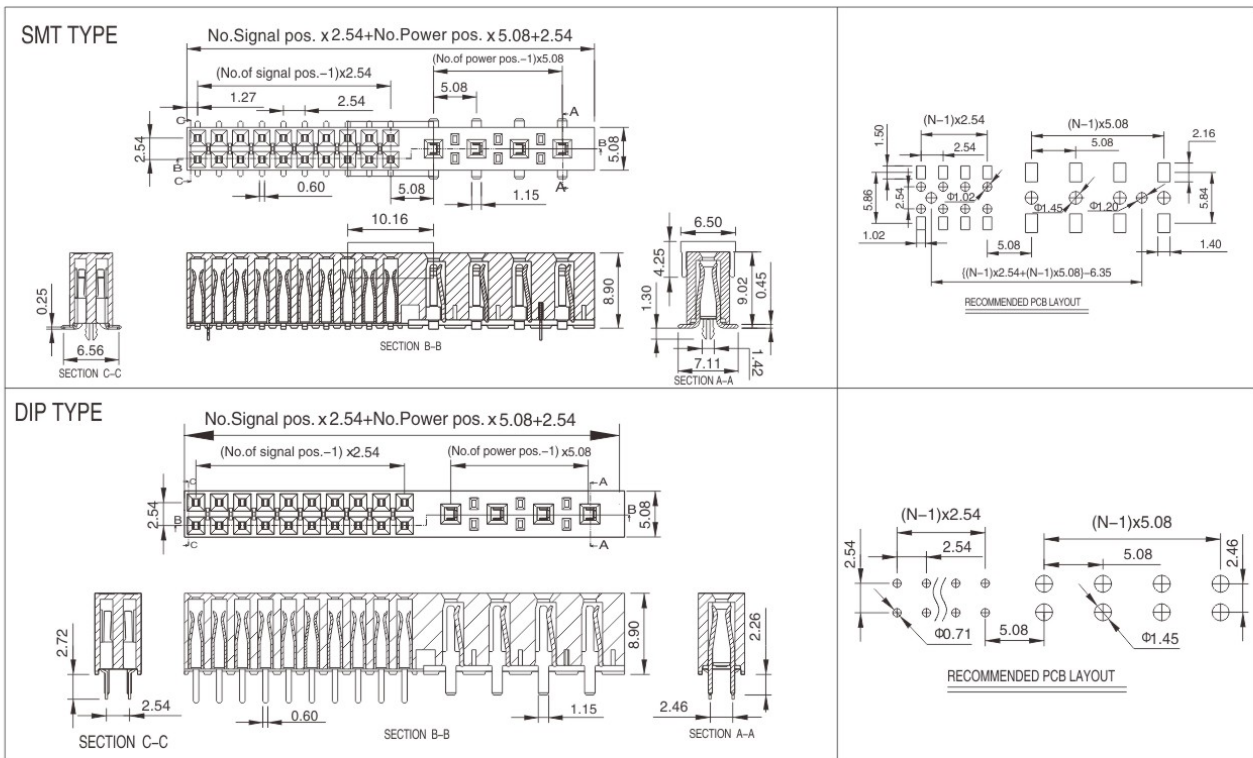 SMT TYPE
No.Signal pos. x 2.54+No.Power pos. x 5.08+2.54
(No.of signal pos.-1)x2.54
(No.of power pos.-1)x5.08
1.27
2.54
5.08
A
C
2.54
B
C
B
5.08
0.60
5.08
1.15
A
10.16
6.50
0.25
6.56
SECTION C-C
8.90
SECTION B-B
4.25
1.30
9.02
0.45
7.11
1.42
SECTION A-A
(N-1)x2.54
(N-1)x5.08
1.50
2.54
5.08
2.16
5.86
2.54
Φ1.02
Φ1.45
Φ1.20
5.84
1.02
5.08
1.40
{(N-1)x2.54+(N-1)x5.08}-6.35
RECOMMENDED PCB LAYOUT
DIP TYPE
No.Signal pos. x 2.54+No.Power pos. x 5.08+2.54
(No.of signal pos.-1) x2.54
(No.of power pos.-1)x5.08
C
A
2.54
B
B
5.08
C
A
2.72
2.54
SECTION C-C
8.90
0.60
1.15
SECTION B-B
2.26
2.46
SECTION A-A
(N-1)x2.54
(N-1)x5.08
2.54
2.54
5.08
2.46
Φ0.71
5.08
Φ1.45
RECOMMENDED PCB LAYOUT